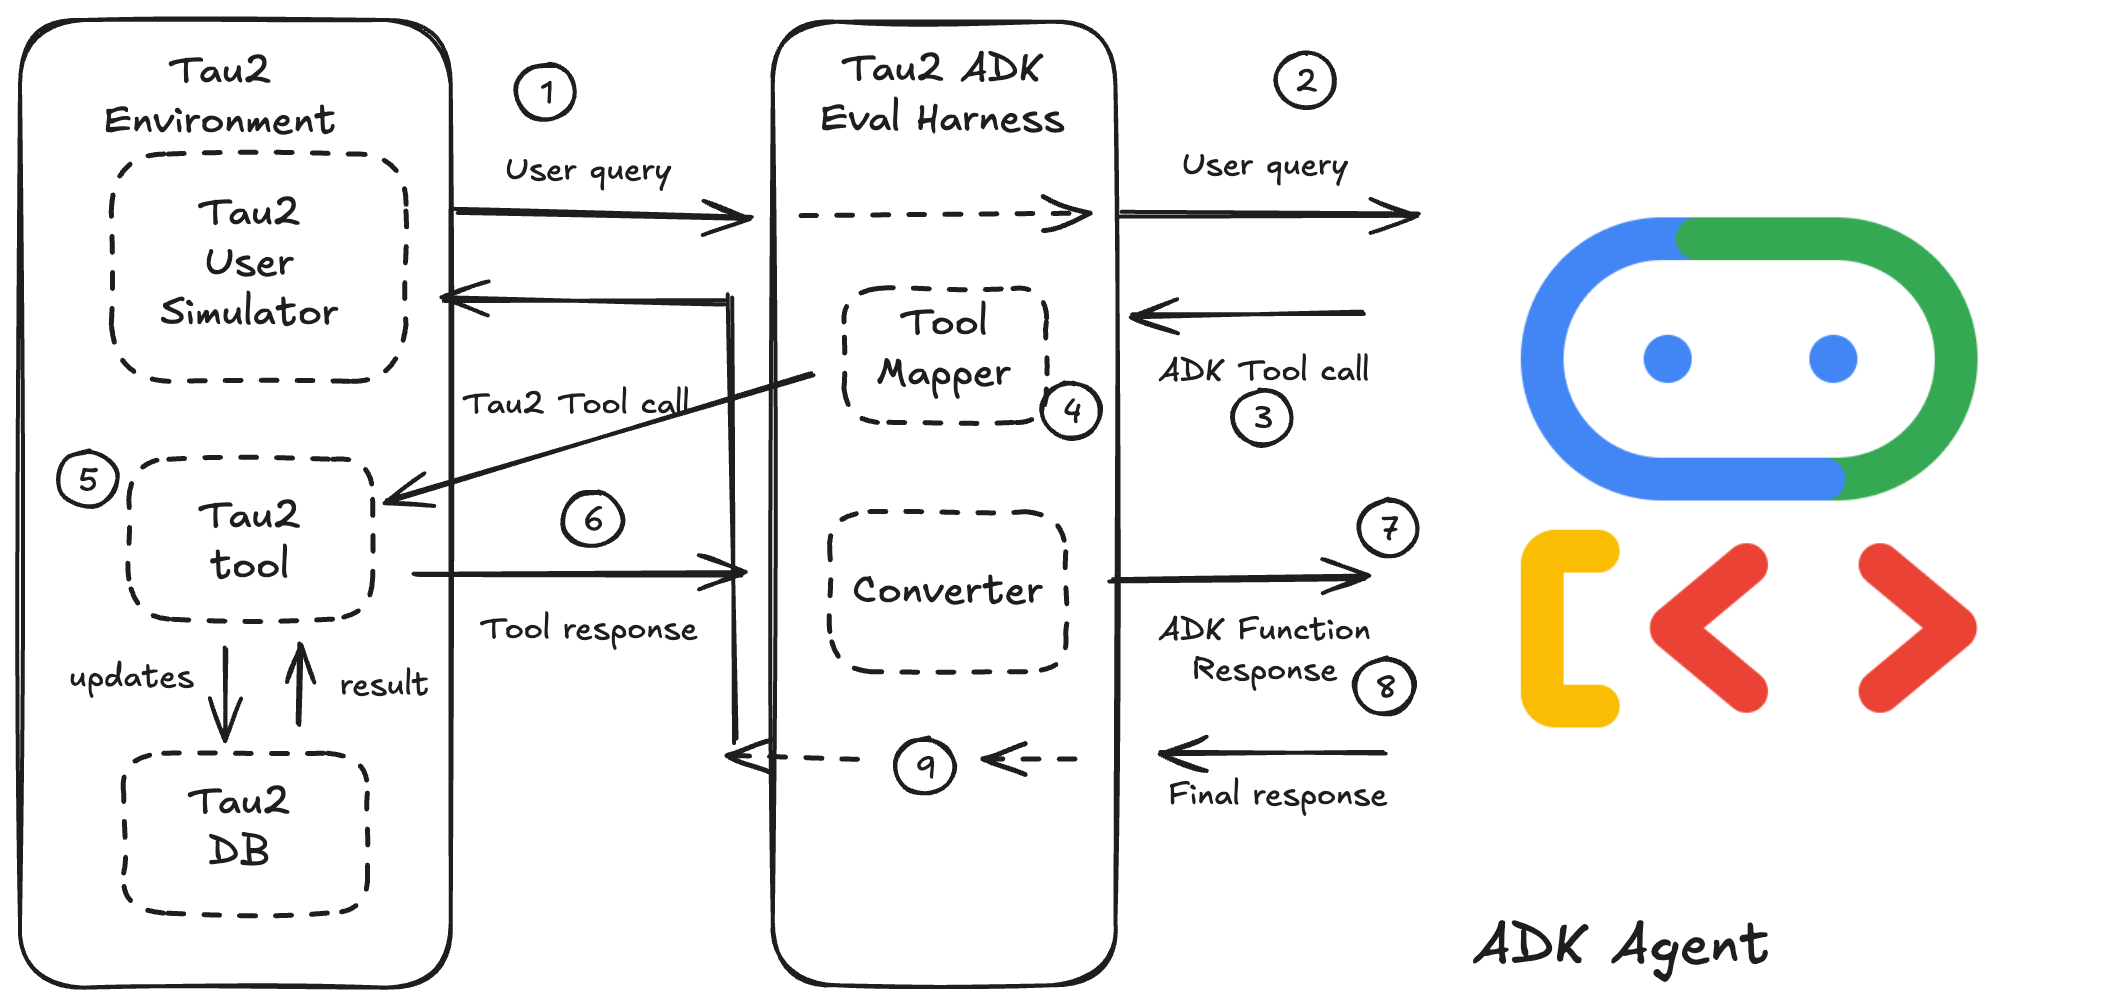 Tau2
Environment
Tau2
User
Simulator
5
Tau2
tool
updates
result
Tau2
DB
1
User query
Tau2 Tool call
6
Tool response
Tau2 ADK
Eval Harness
Tool
Mapper
4
Converter
9
2
User query
ADK Tool call
3
7
ADK Function
Response
8
Final response
ADK Agent